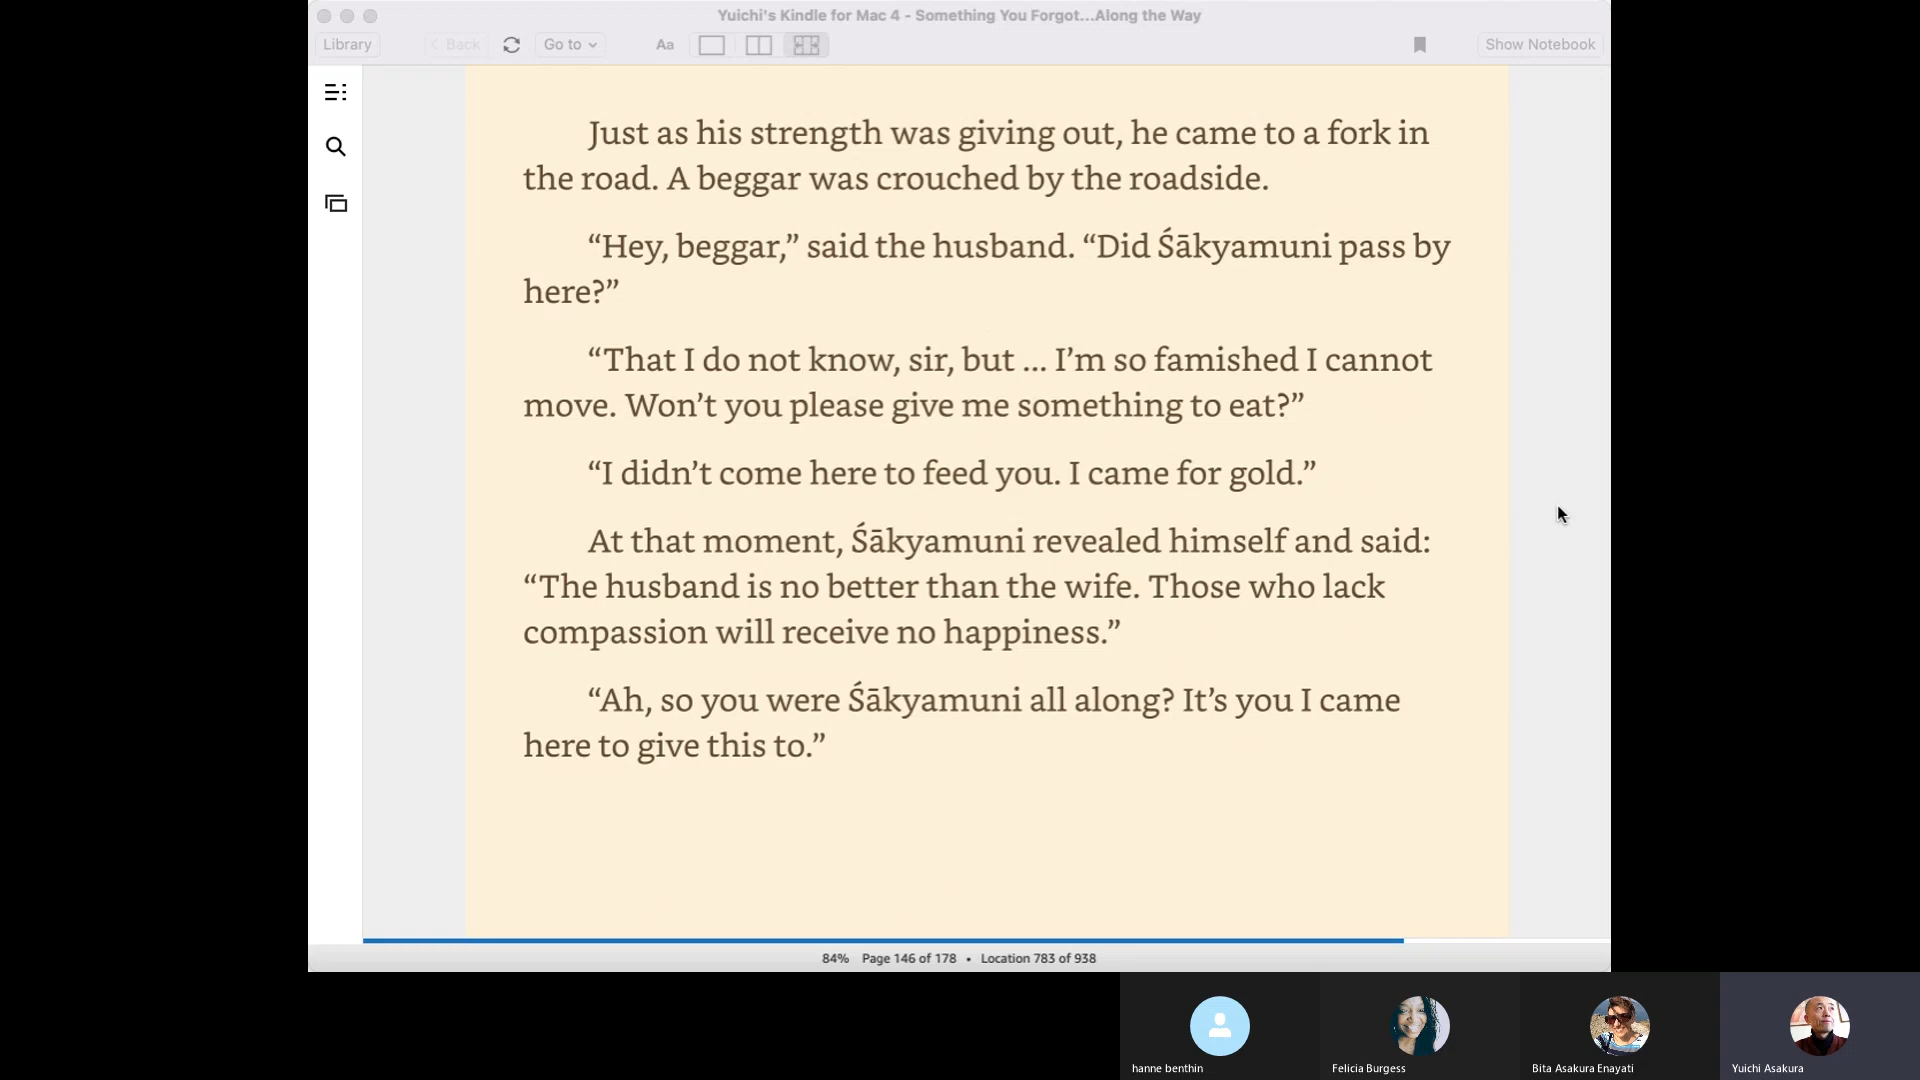 Yuichi's Kindle for Mac 4 - Something You Forgot...Along the Way
Library
Back
Go to
Aa
Show Notebook
Just as his strength was giving out, he came to a fork in
the road. A beggar was crouched by the roadside.
“Hey, beggar,” said the husband. “Did Śākyamuni pass by
here?”
“That I do not know, sir, but ... I’m so famished I cannot
move. Won’t you please give me something to eat?”
“I didn’t come here to feed you. I came for gold.”
At that moment, Śākyamuni revealed himself and said:
“The husband is no better than the wife. Those who lack
compassion will receive no happiness.”
“Ah, so you were Śākyamuni all along? It’s you I came
here to give this to.”
84% Page 146 of 178 • Location 783 of 938
hanne benthin
Felicia Burgess
Bita Asakura Enayati
Yuichi Asakura